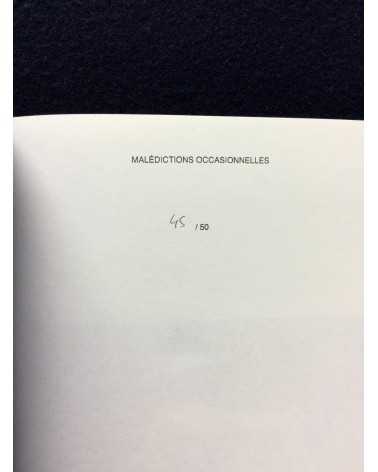 MALÉDICTIONS OCCASIONNELLES
45 / 50